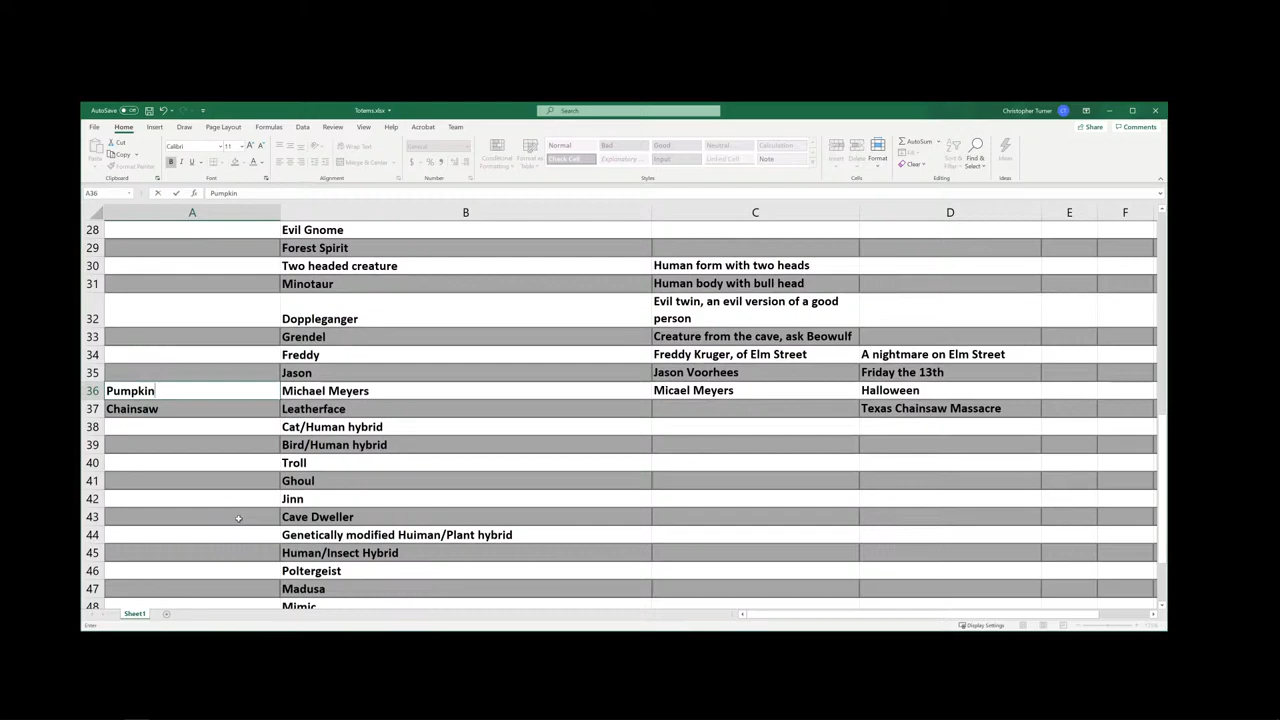 AutoSave Off
Totems.xlsx
Search
Christopher Turner
File Home Insert Draw Page Layout Formulas Data Review View Help Acrobat Team
Share Comments
Paste
Cut
Copy
Format Painter
Clipboard
Calibri 11
B I U
Font
Wrap Text
Merge & Center
Alignment
General
$ %
Number
Conditional Formatting
Format as Table
Normal Bad Good Neutral Calculation
Check Cell Explanatory ... Input Linked Cell Note
Styles
Insert Delete Format
Cells
AutoSum
Clear
Sort & Filter
Find & Select
Editing
Ideas
Ideas
A36 fx Pumpkin
A B C D E F
28 Evil Gnome
29 Forest Spirit
30 Two headed creature Human form with two heads
31 Minotaur Human body with bull head
Evil twin, an evil version of a good
32 Doppleganger person
33 Grendel Creature from the cave, ask Beowulf
34 Freddy Freddy Kruger, of Elm Street A nightmare on Elm Street
35 Jason Jason Voorhees Friday the 13th
36 Pumpkin Michael Meyers Micael Meyers Halloween
37 Chainsaw Leatherface Texas Chainsaw Massacre
38 Cat/Human hybrid
39 Bird/Human hybrid
40 Troll
41 Ghoul
42 Jinn
43 Cave Dweller
44 Genetically modified Huiman/Plant hybrid
45 Human/Insect Hybrid
46 Poltergeist
47 Madusa
48 Mimic
Sheet1
Enter
Display Settings